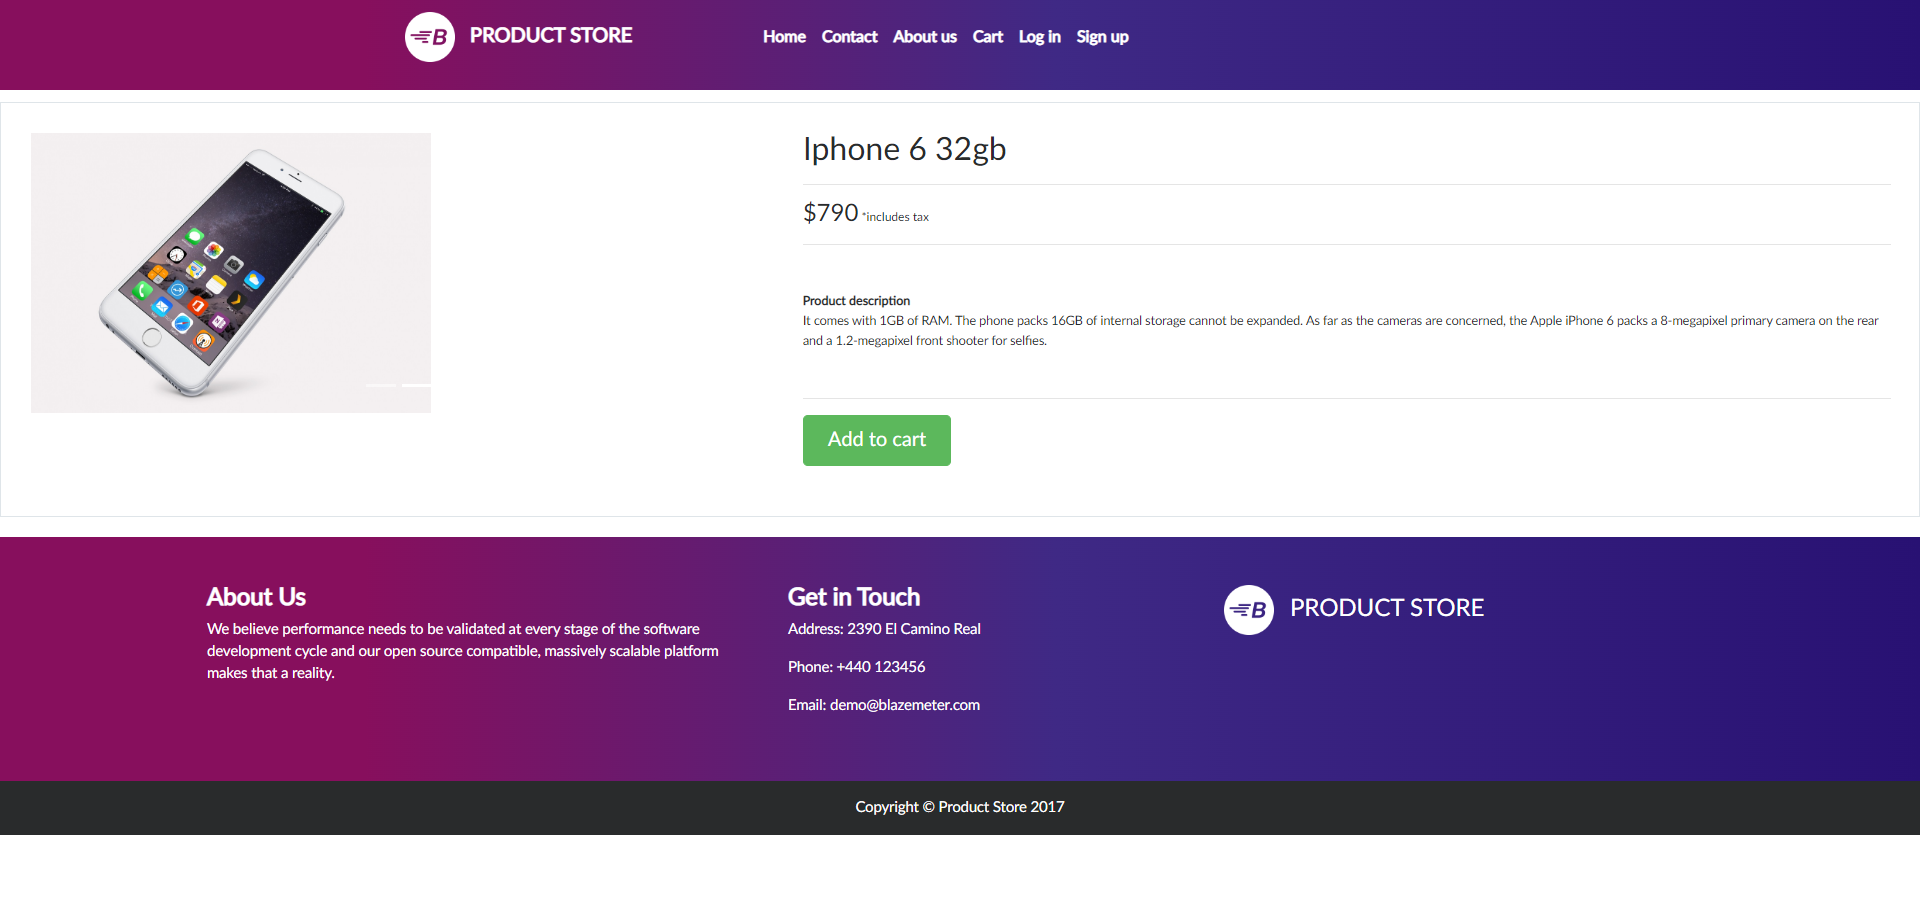 B PRODUCT STORE Home Contact About us Cart Log in Sign up
Iphone 6 32gb
$790 *includes tax
Product description
It comes with 1GB of RAM. The phone packs 16GB of internal storage cannot be expanded. As far as the cameras are concerned, the Apple iPhone 6 packs a 8-megapixel primary camera on the rear
and a 1.2-megapixel front shooter for selfies.
Add to cart
About Us
We believe performance needs to be validated at every stage of the software
development cycle and our open source compatible, massively scalable platform
makes that a reality.
Get in Touch
Address: 2390 El Camino Real
Phone: +440 123456
Email: demo@blazemeter.com
B PRODUCT STORE
Copyright © Product Store 2017